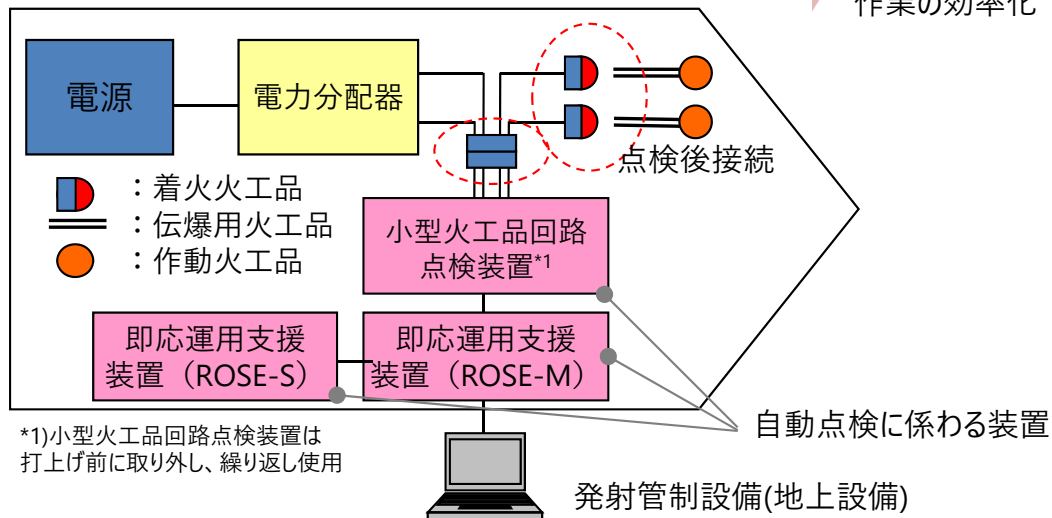 作業の効率化
電源
電力分配器
点検後接続
：着火火工品
：伝爆用火工品
：作動火工品
小型火工品回路
点検装置*1
即応運用支援
装置（ROSE-S）
即応運用支援
装置（ROSE-M）
*1)小型火工品回路点検装置は
打上げ前に取り外し、繰り返し使用
自動点検に係わる装置
発射管制設備(地上設備)